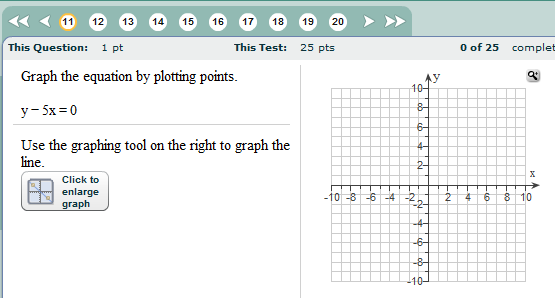 11 12 13 14 15 16 17 18 19 20
This Question: 1 pt This Test: 25 pts 0 of 25 complet
Graph the equation by plotting points.
y - 5x = 0
Use the graphing tool on the right to graph the
line.
Click to
enlarge
graph
y
10
8
6
4
2
x
-10 -8 -6 -4 -2 2 4 6 8 10
-2
-4
-6
-8
-10